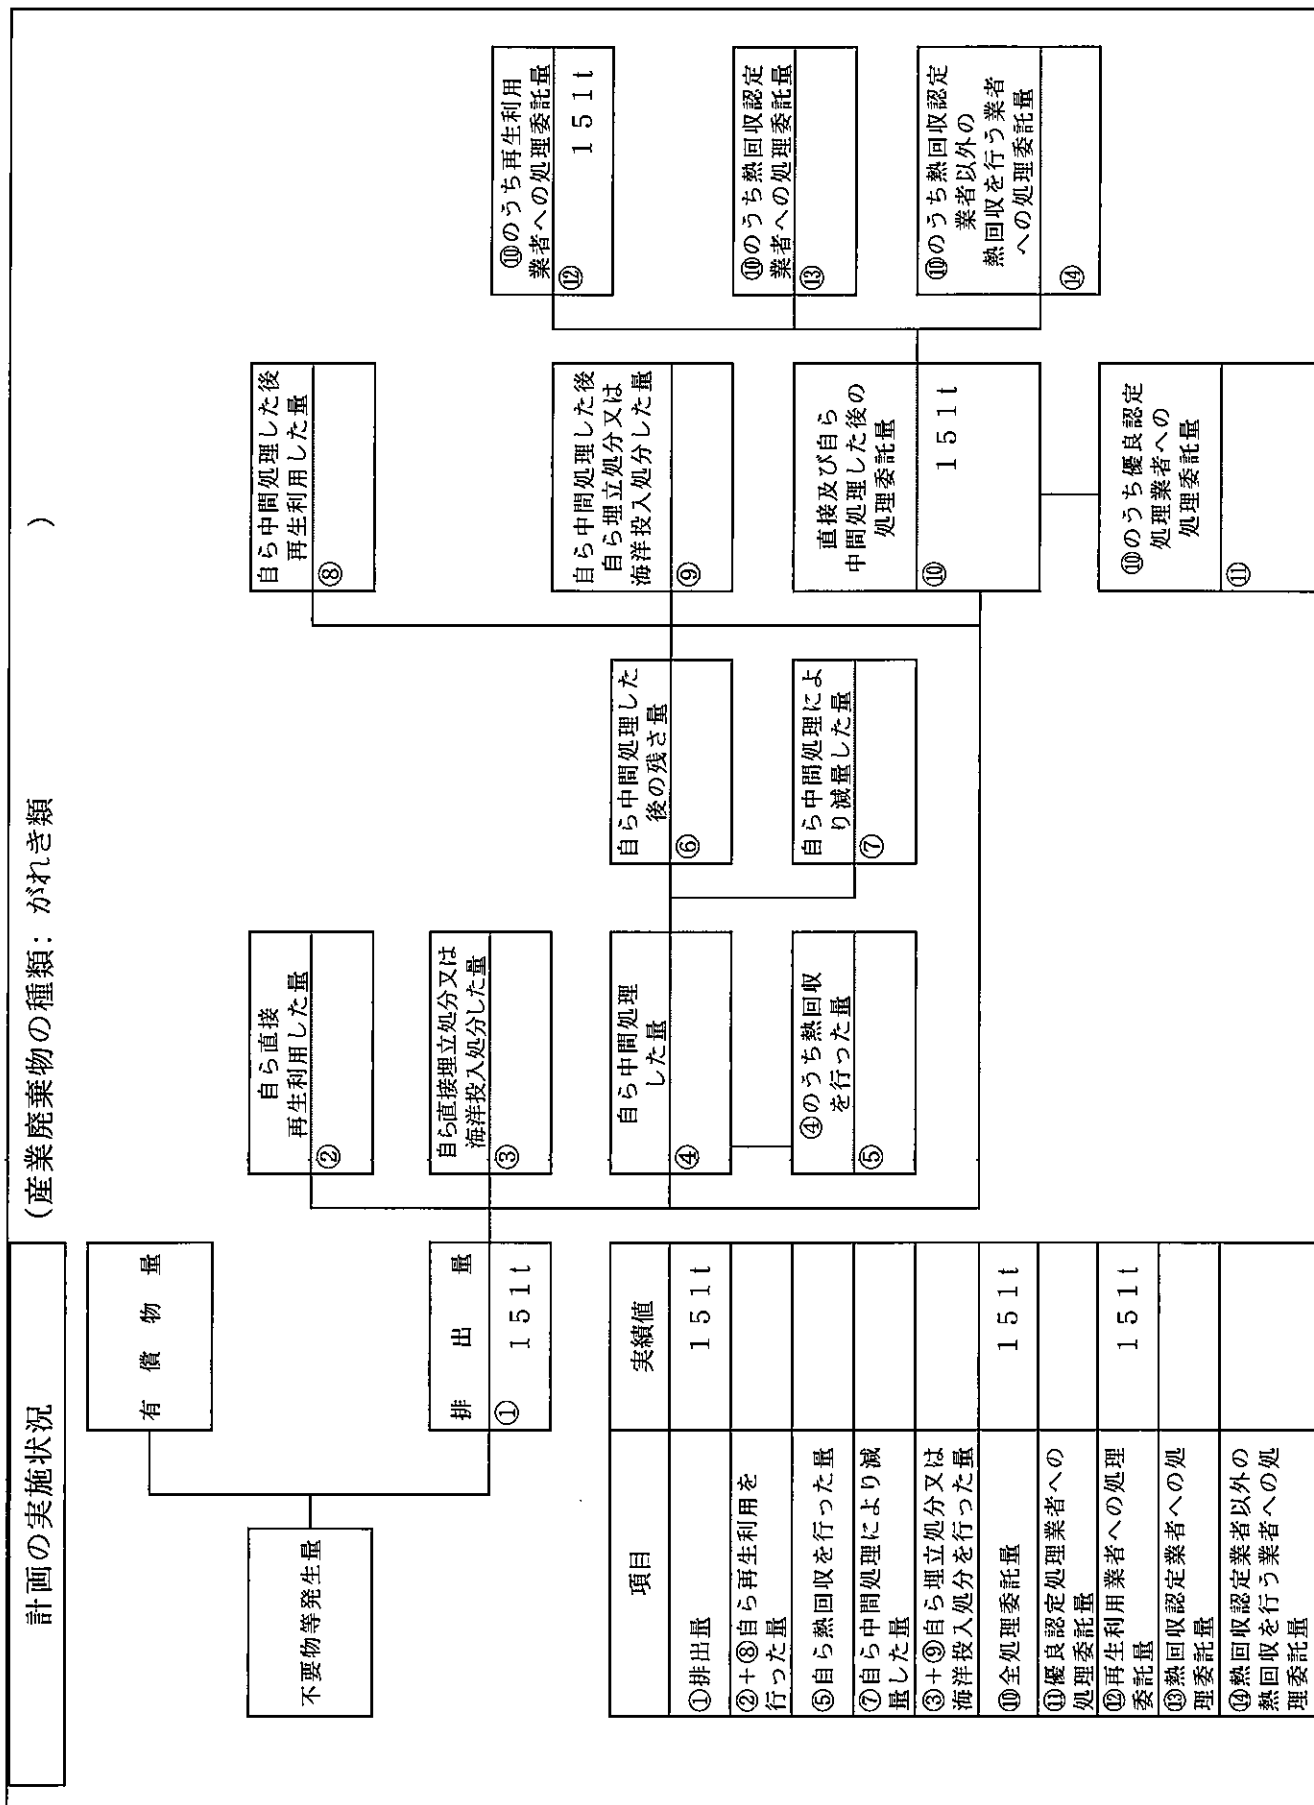 計画の実施状況
（産業廃棄物の種類： がれき類 ）
不要物等発生量
有償物量
排出量
① 151t
自ら直接
再生利用した量
②
自ら直接埋立処分又は
海洋投入処分した量
③
自ら中間処理
した量
④
④のうち熱回収
を行った量
⑤
自ら中間処理した
後の残さ量
⑥
自ら中間処理によ
り減量した量
⑦
自ら中間処理した後
再生利用した量
⑧
自ら中間処理した後
自ら埋立処分又は
海洋投入処分した量
⑨
直接及び自ら
中間処理した後の
処理委託量
⑩ 151t
⑩のうち優良認定
処理業者への
処理委託量
⑪
⑩のうち再生利用
業者への処理委託量
⑫ 151t
⑩のうち熱回収認定
業者への処理委託量
⑬
⑩のうち熱回収認定
業者以外の
熱回収を行う業者
への処理委託量
⑭
項目 実績値
①排出量 151t
②＋⑧自ら再生利用を
行った量
⑤自ら熱回収を行った量
⑦自ら中間処理により減
量した量
③＋⑨自ら埋立処分又は
海洋投入処分を行った量
⑩全処理委託量 151t
⑪優良認定処理業者への
処理委託量
⑫再生利用業者への処理
委託量 151t
⑬熱回収認定業者への処
理委託量
⑭熱回収認定業者以外の
熱回収を行う業者への処
理委託量